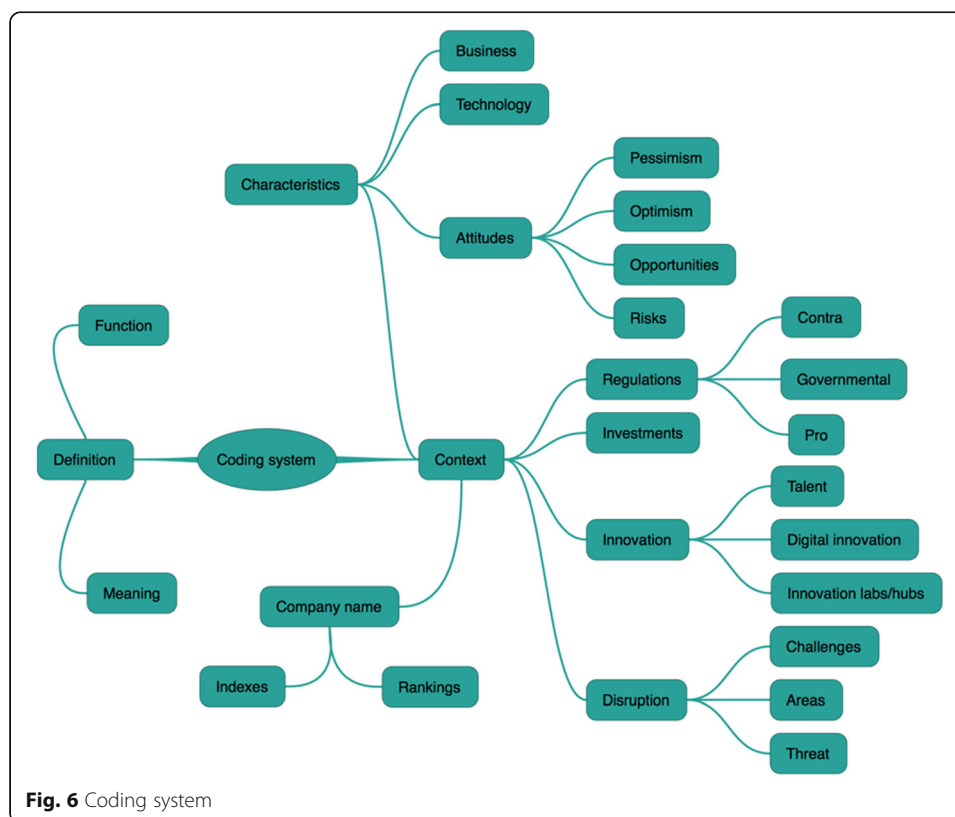 Business
Technology
Characteristics
Attitudes
Pessimism
Optimism
Opportunities
Risks
Function
Definition
Meaning
Coding system
Context
Company name
Indexes
Rankings
Regulations
Contra
Governmental
Pro
Investments
Innovation
Talent
Digital innovation
Innovation labs/hubs
Disruption
Challenges
Areas
Threat
Fig. 6 Coding system